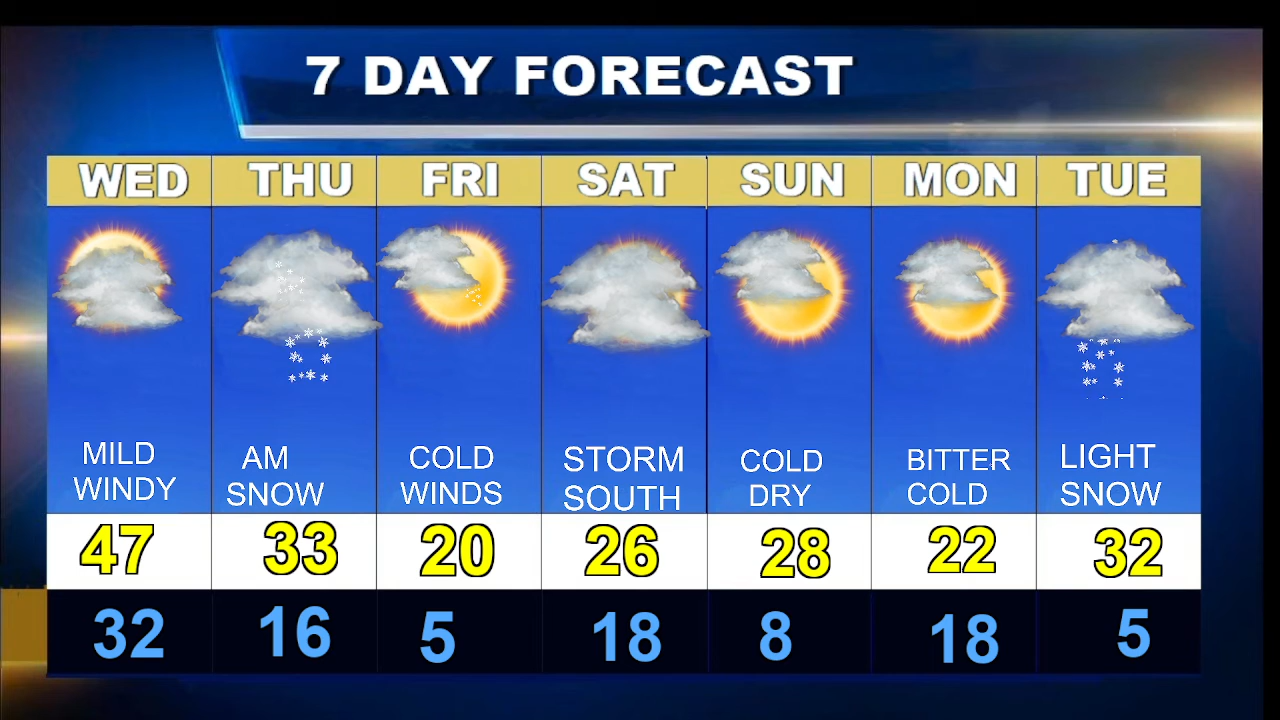 7 DAY FORECAST
WED THU FRI SAT SUN MON TUE
MILD WINDY
AM SNOW
COLD WINDS
STORM SOUTH
COLD DRY
BITTER COLD
LIGHT SNOW
47 33 20 26 28 22 32
32 16 5 18 8 18 5